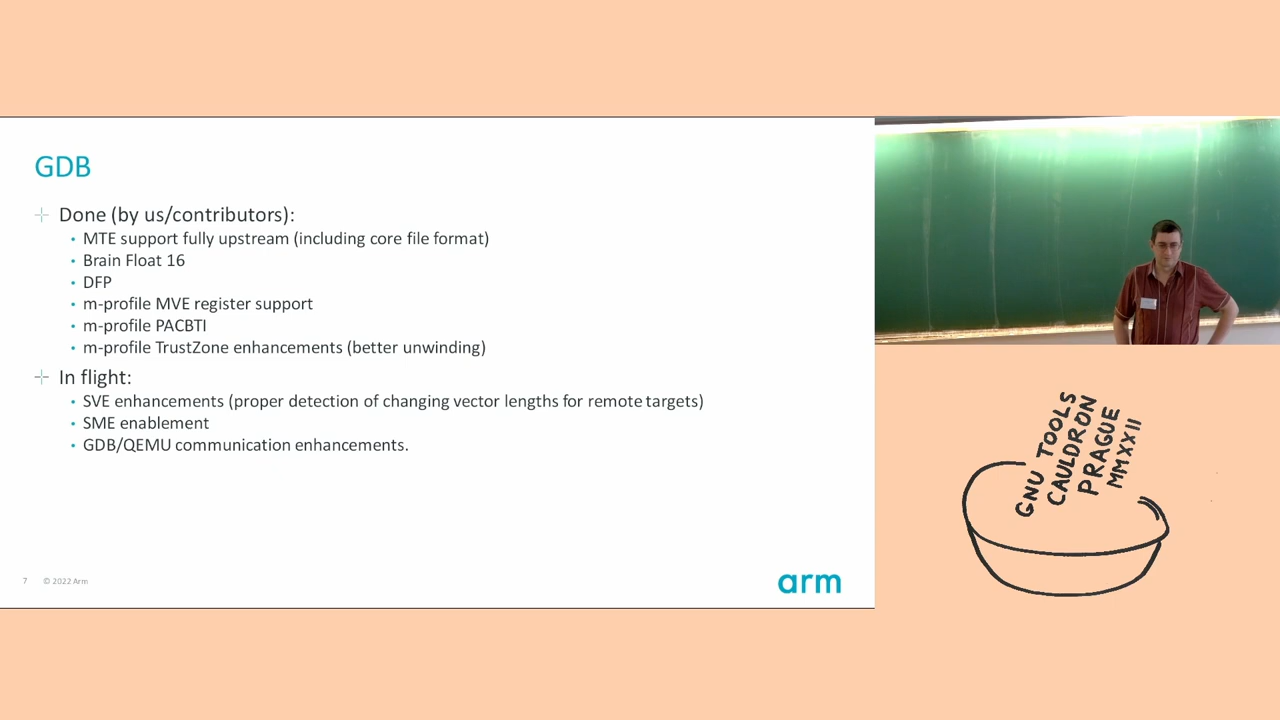 GDB
Done (by us/contributors):
• MTE support fully upstream (including core file format)
• Brain Float 16
• DFP
• m-profile MVE register support
• m-profile PACBTI
• m-profile TrustZone enhancements (better unwinding)
In flight:
• SVE enhancements (proper detection of changing vector lengths for remote targets)
• SME enablement
• GDB/QEMU communication enhancements.
7 © 2022 Arm
arm
GNU TOOLS
CAULDRON
PRAGUE
MMXXII